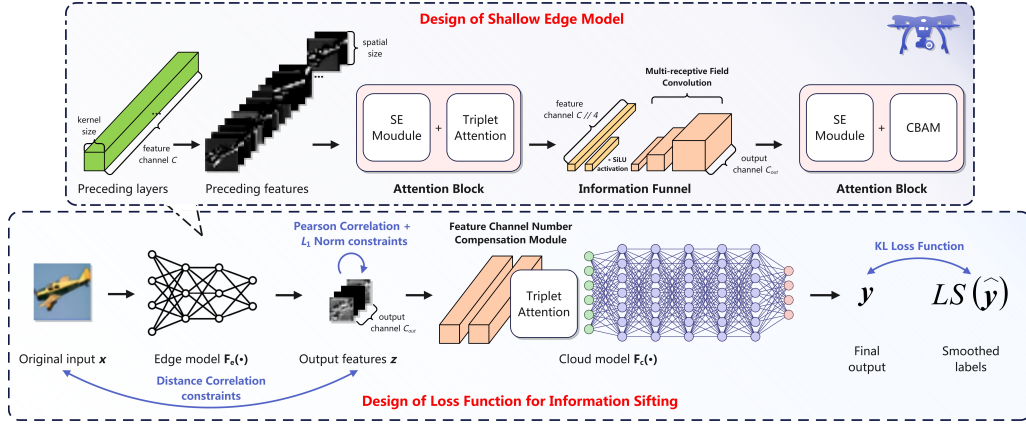 Design of Shallow Edge Model
spatial
size
...
kernel
size
...
feature
channel C
Preceding layers
Preceding features
SE
Moudule
+
Triplet
Attention
Attention Block
feature
channel C // 4
+ SiLU
activation
Multi-receptive Field
Convolution
output
channel Cout
Information Funnel
SE
Moudule
+
CBAM
Attention Block
Pearson Correlation +
L1 Norm constraints
Feature Channel Number
Compensation Module
Triplet
Attention
output
channel Cout
KL Loss Function
y
LS(ŷ)
Original input x
Edge model Fe(•)
Output features z
Cloud model Fc(•)
Final
output
Smoothed
labels
Distance Correlation
constraints
Design of Loss Function for Information Sifting